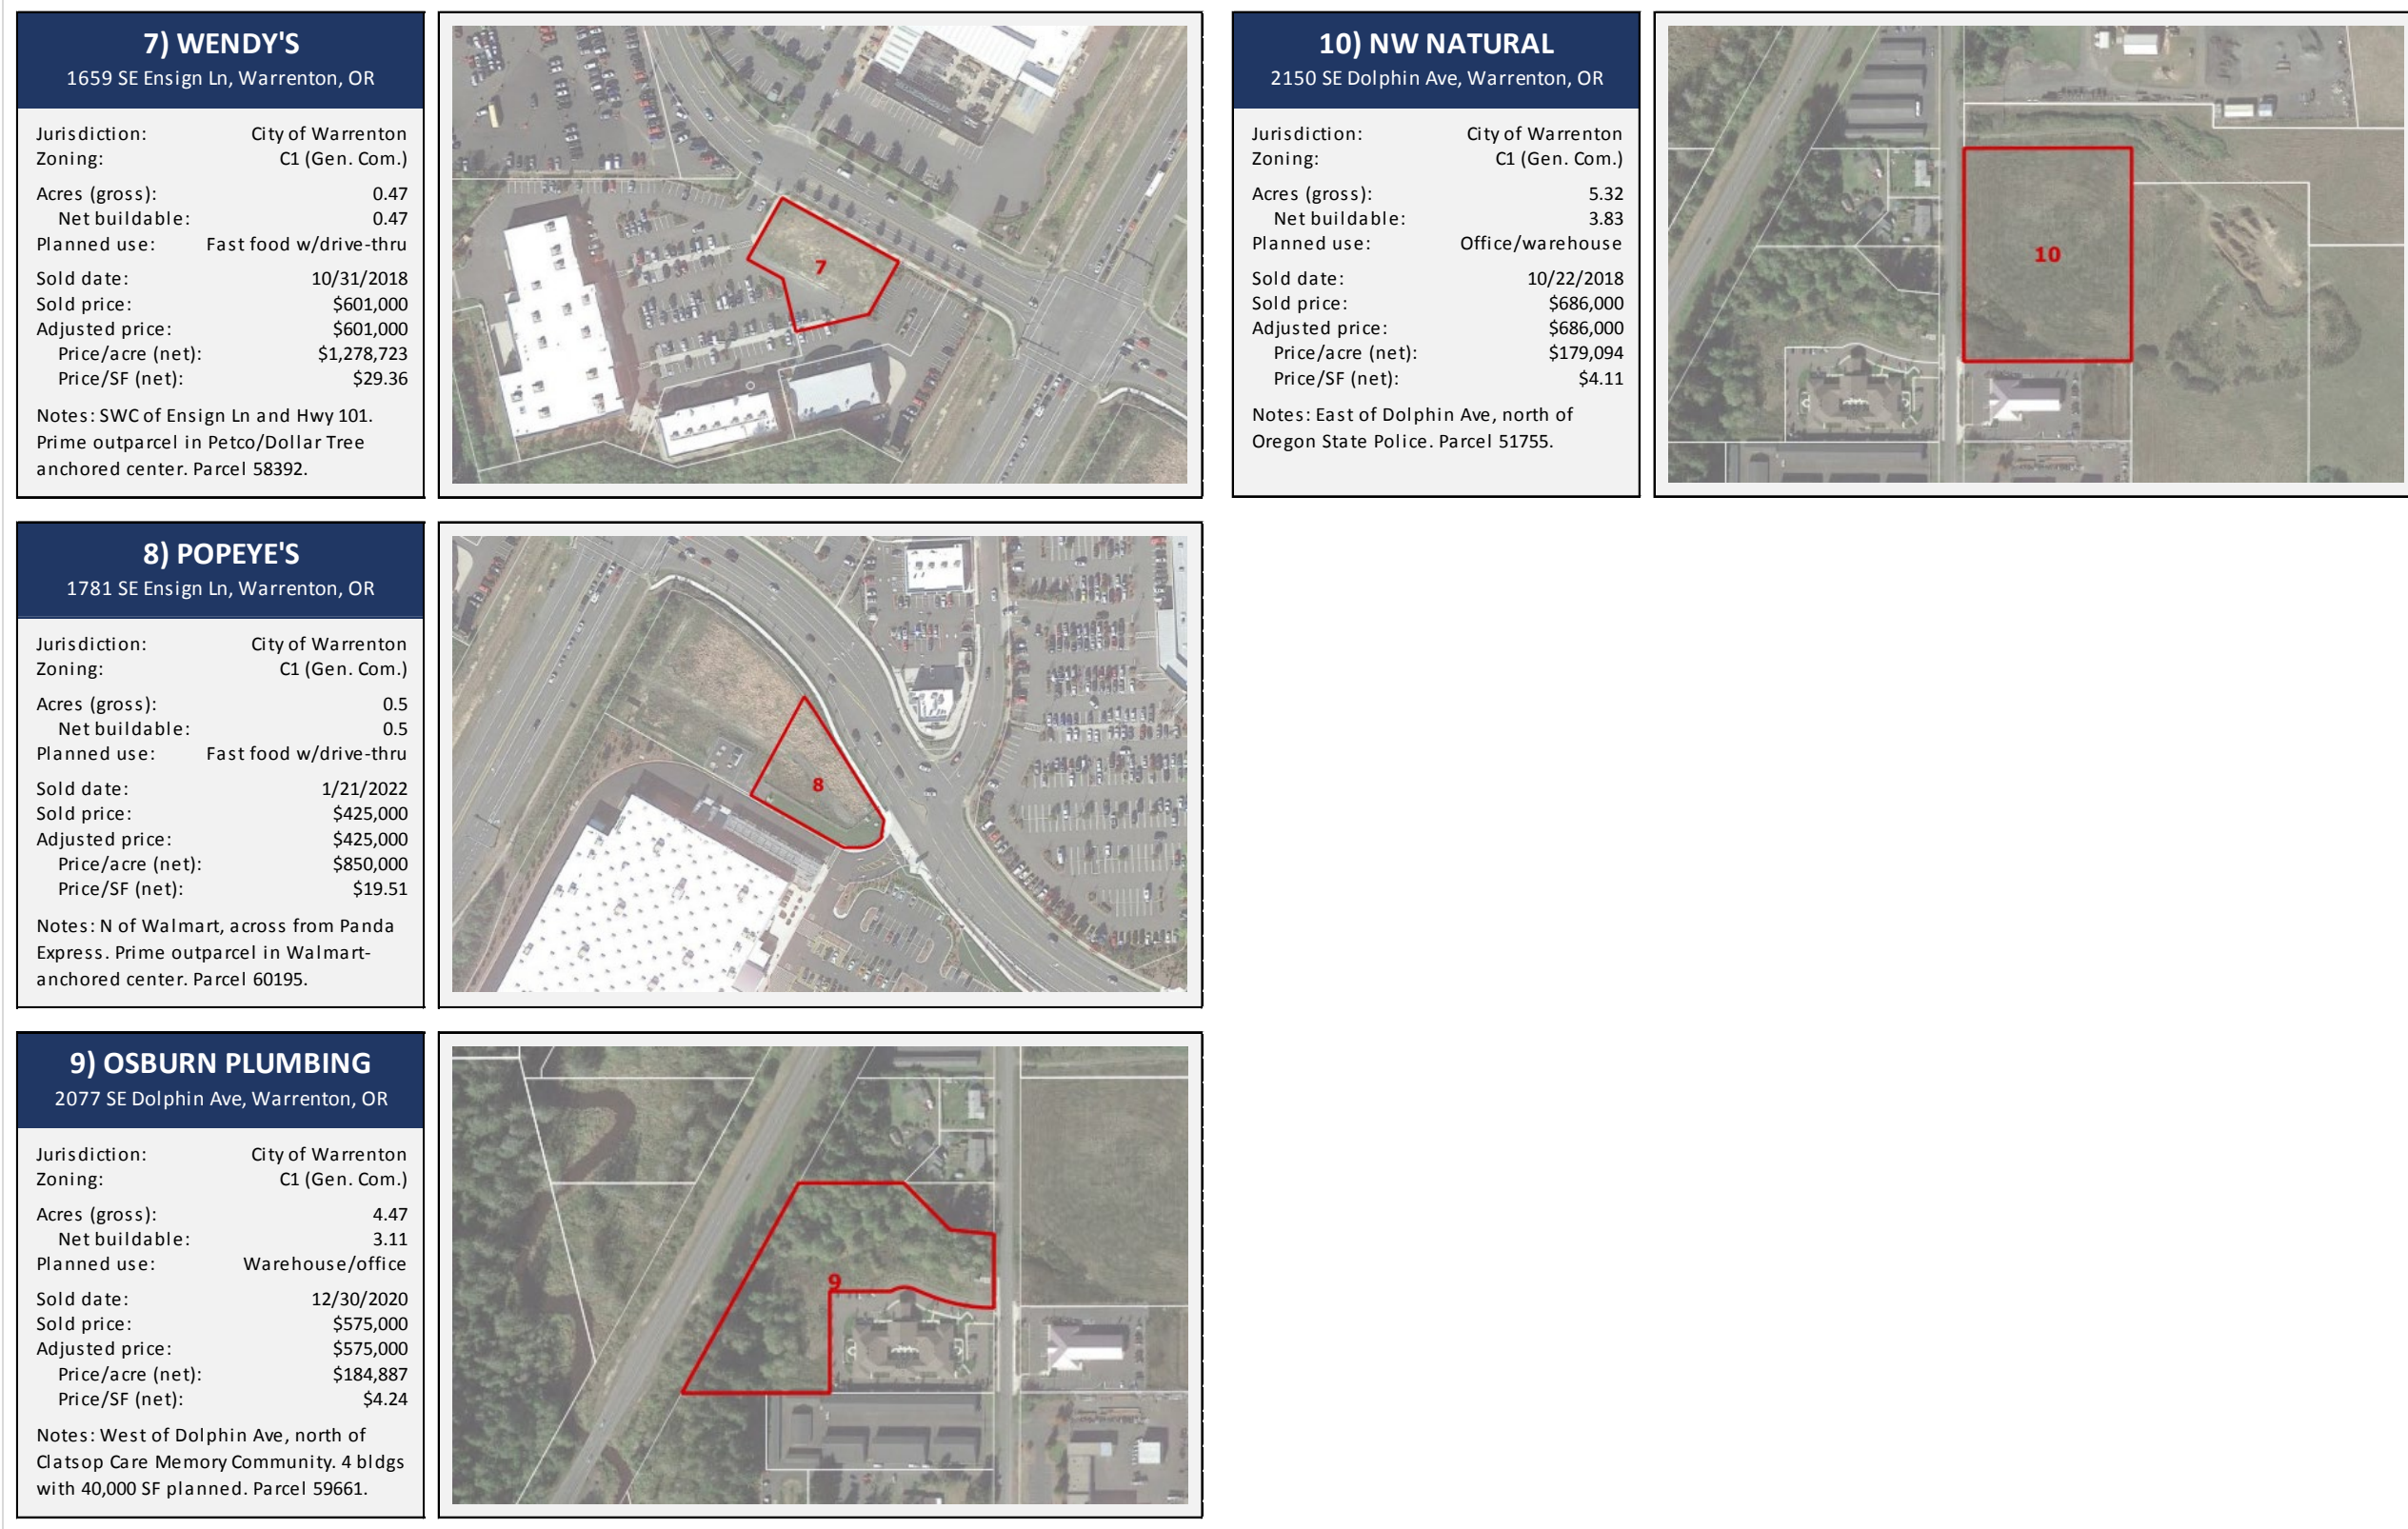 7) WENDY'S
1659 SE Ensign Ln, Warrenton, OR
Jurisdiction: City of Warrenton
Zoning: C1 (Gen. Com.)
Acres (gross): 0.47
Net buildable: 0.47
Planned use: Fast food w/drive-thru
Sold date: 10/31/2018
Sold price: $601,000
Adjusted price: $601,000
Price/acre (net): $1,278,723
Price/SF (net): $29.36
Notes: SWC of Ensign Ln and Hwy 101.
Prime outparcel in Petco/Dollar Tree
anchored center. Parcel 58392.
7
8) POPEYE'S
1781 SE Ensign Ln, Warrenton, OR
Jurisdiction: City of Warrenton
Zoning: C1 (Gen. Com.)
Acres (gross): 0.5
Net buildable: 0.5
Planned use: Fast food w/drive-thru
Sold date: 1/21/2022
Sold price: $425,000
Adjusted price: $425,000
Price/acre (net): $850,000
Price/SF (net): $19.51
Notes: N of Walmart, across from Panda
Express. Prime outparcel in Walmart-
anchored center. Parcel 60195.
8
9) OSBURN PLUMBING
2077 SE Dolphin Ave, Warrenton, OR
Jurisdiction: City of Warrenton
Zoning: C1 (Gen. Com.)
Acres (gross): 4.47
Net buildable: 3.11
Planned use: Warehouse/office
Sold date: 12/30/2020
Sold price: $575,000
Adjusted price: $575,000
Price/acre (net): $184,887
Price/SF (net): $4.24
Notes: West of Dolphin Ave, north of
Clatsop Care Memory Community. 4 bldgs
with 40,000 SF planned. Parcel 59661.
9
10) NW NATURAL
2150 SE Dolphin Ave, Warrenton, OR
Jurisdiction: City of Warrenton
Zoning: C1 (Gen. Com.)
Acres (gross): 5.32
Net buildable: 3.83
Planned use: Office/warehouse
Sold date: 10/22/2018
Sold price: $686,000
Adjusted price: $686,000
Price/acre (net): $179,094
Price/SF (net): $4.11
Notes: East of Dolphin Ave, north of
Oregon State Police. Parcel 51755.
10